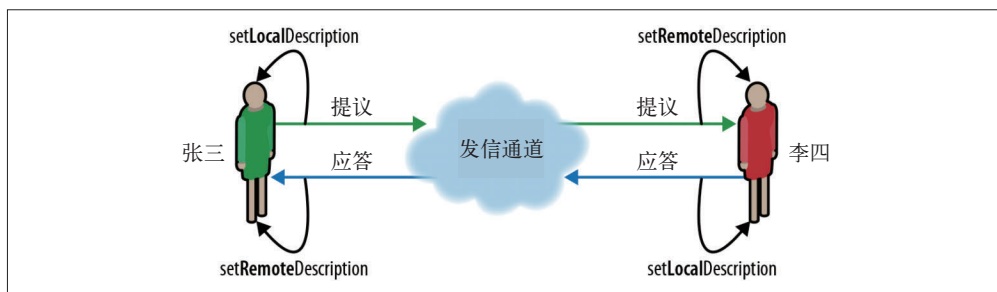 setLocalDescription
setRemoteDescription
提议
提议
张三
发信通道
李四
应答
应答
setRemoteDescription
setLocalDescription